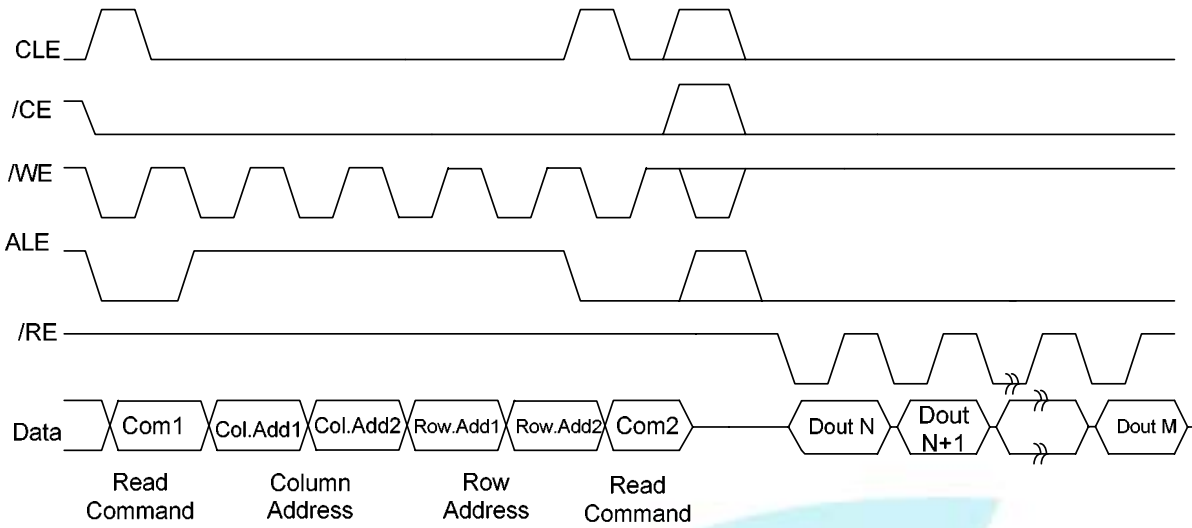 CLE
/CE
/WE
ALE
/RE
Data
Com1
Col.Add1
Col.Add2
Row.Add1
Row.Add2
Com2
Dout N
Dout
N+1
Dout M
Read
Command
Column
Address
Row
Address
Read
Command